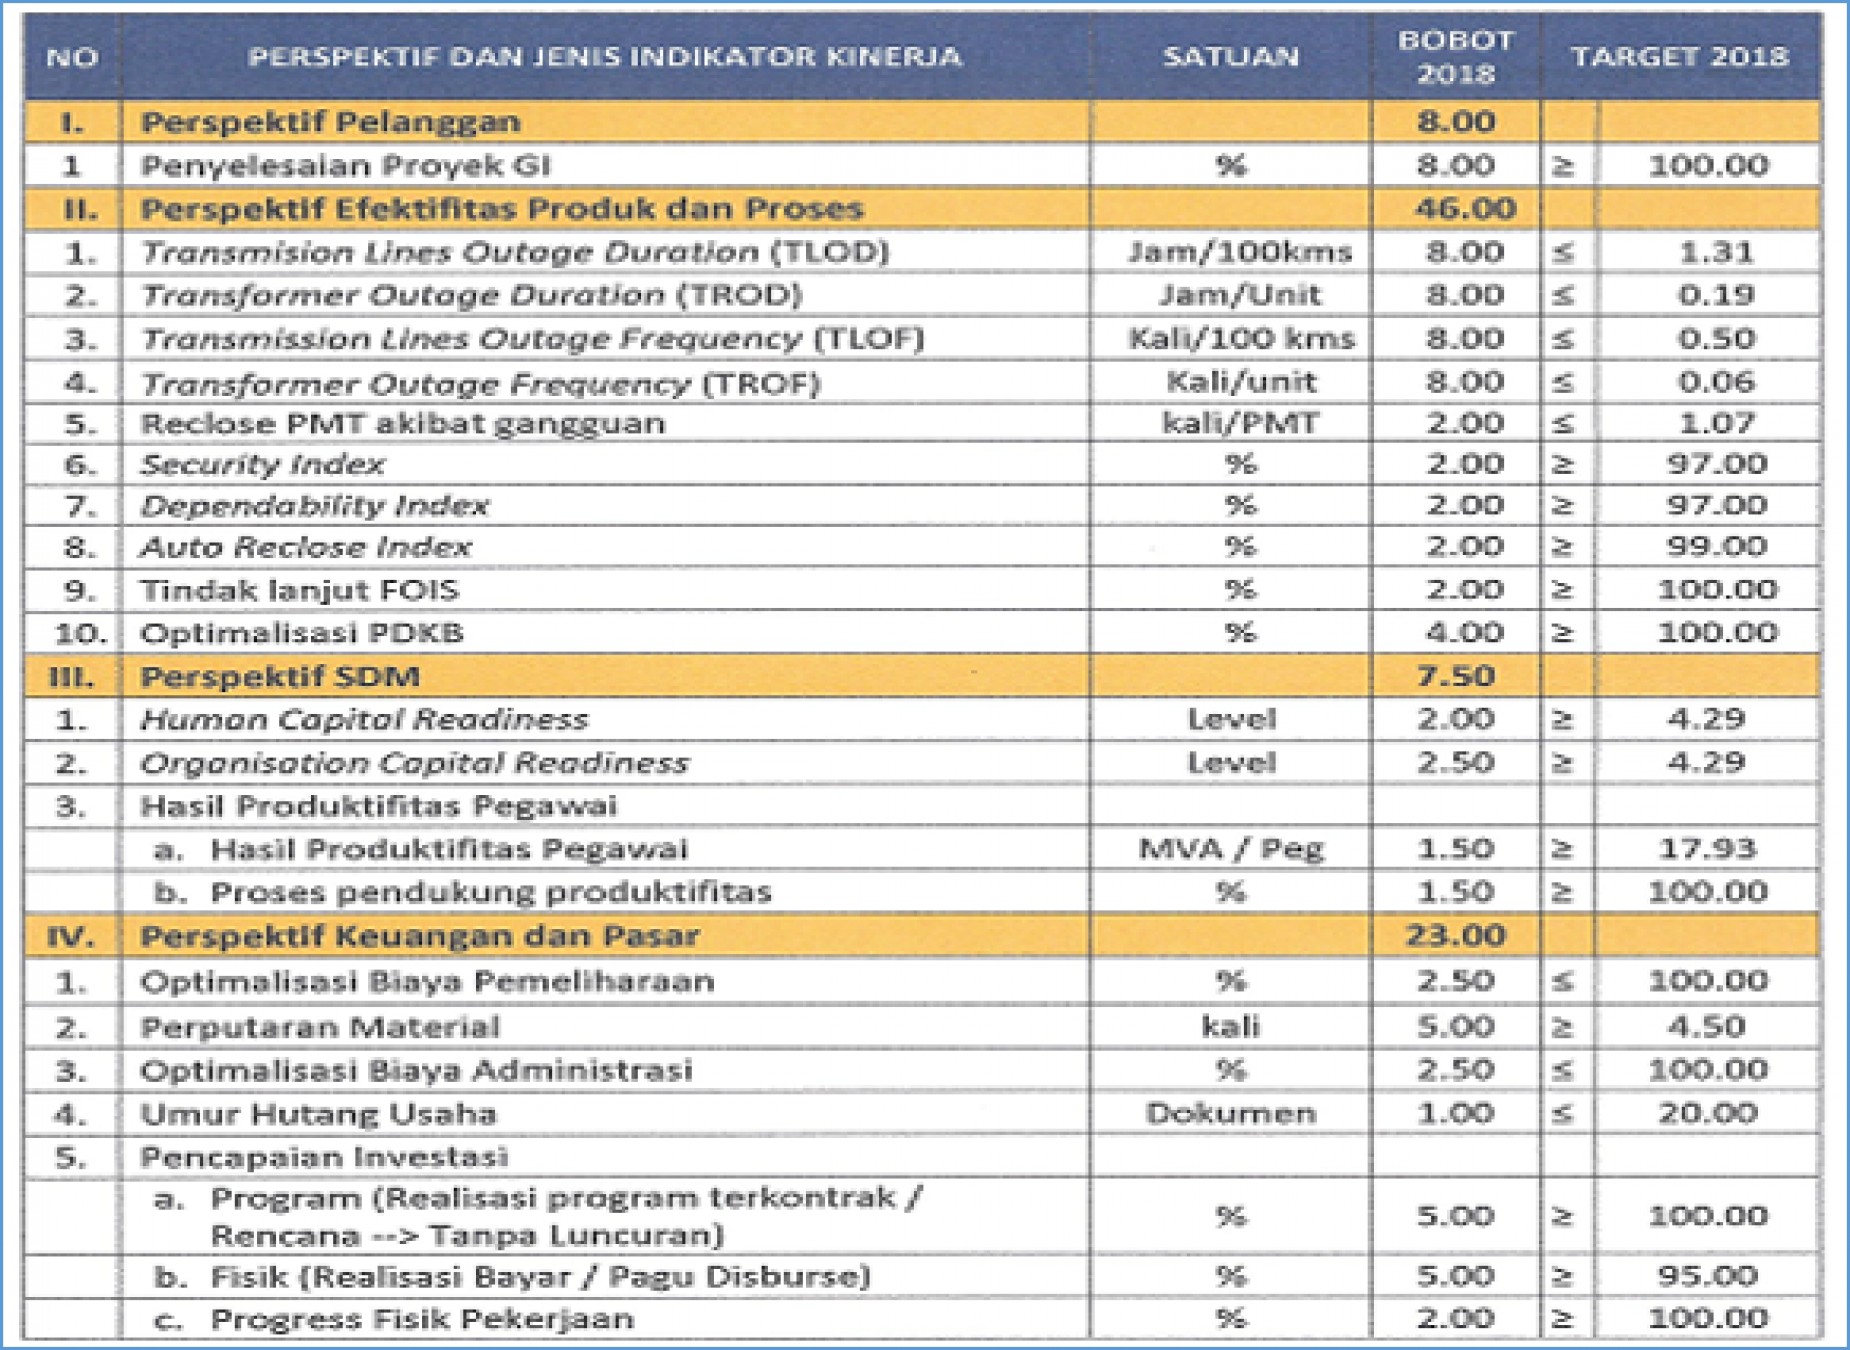 NO PERSPEKTIF DAN JENIS INDIKATOR KINERJA SATUAN BOBOT 2018 TARGET 2018
I. Perspektif Pelanggan 8.00
1 Penyelesaian Proyek GI % 8.00 ≥ 100.00
II. Perspektif Efektifitas Produk dan Proses 46.00
1. Transmision Lines Outage Duration (TLOD) Jam/100kms 8.00 ≤ 1.31
2. Transformer Outage Duration (TROD) Jam/Unit 8.00 ≤ 0.19
3. Transmission Lines Outage Frequency (TLOF) Kali/100 kms 8.00 ≤ 0.50
4. Transformer Outage Frequency (TROF) Kali/unit 8.00 ≤ 0.06
5. Reclose PMT akibat gangguan kali/PMT 2.00 ≤ 1.07
6. Security Index % 2.00 ≥ 97.00
7. Dependability Index % 2.00 ≥ 97.00
8. Auto Reclose Index % 2.00 ≥ 99.00
9. Tindak lanjut FOIS % 2.00 ≥ 100.00
10. Optimalisasi PDKB % 4.00 ≥ 100.00
III. Perspektif SDM 7.50
1. Human Capital Readiness Level 2.00 ≥ 4.29
2. Organisation Capital Readiness Level 2.50 ≥ 4.29
3. Hasil Produktifitas Pegawai
a. Hasil Produktifitas Pegawai MVA / Peg 1.50 ≥ 17.93
b. Proses pendukung produktifitas % 1.50 ≥ 100.00
IV. Perspektif Keuangan dan Pasar 23.00
1. Optimalisasi Biaya Pemeliharaan % 2.50 ≤ 100.00
2. Perputaran Material kali 5.00 ≥ 4.50
3. Optimalisasi Biaya Administrasi % 2.50 ≤ 100.00
4. Umur Hutang Usaha Dokumen 1.00 ≤ 20.00
5. Pencapaian Investasi
a. Program (Realisasi program terkontrak /
Rencana --> Tanpa Luncuran) % 5.00 ≥ 100.00
b. Fisik (Realisasi Bayar / Pagu Disburse) % 5.00 ≥ 95.00
c. Progress Fisik Pekerjaan % 2.00 ≥ 100.00